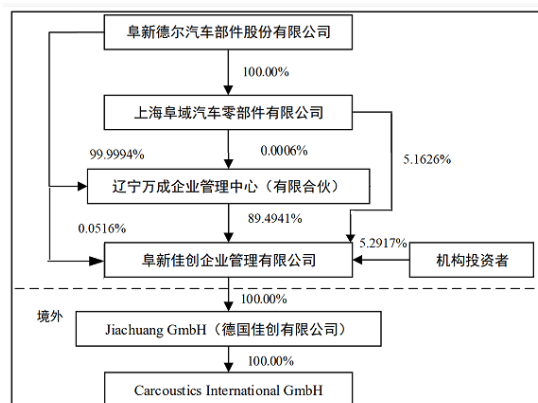 阜新德尔汽车部件股份有限公司
100.00%
上海阜域汽车零部件有限公司
99.9994%
0.0006%
5.1626%
辽宁万成企业管理中心（有限合伙）
0.0516%
89.4941%
阜新佳创企业管理有限公司
5.2917%
机构投资者
境外
100.00%
Jiachuang GmbH（德国佳创有限公司）
100.00%
Carcoustics International GmbH